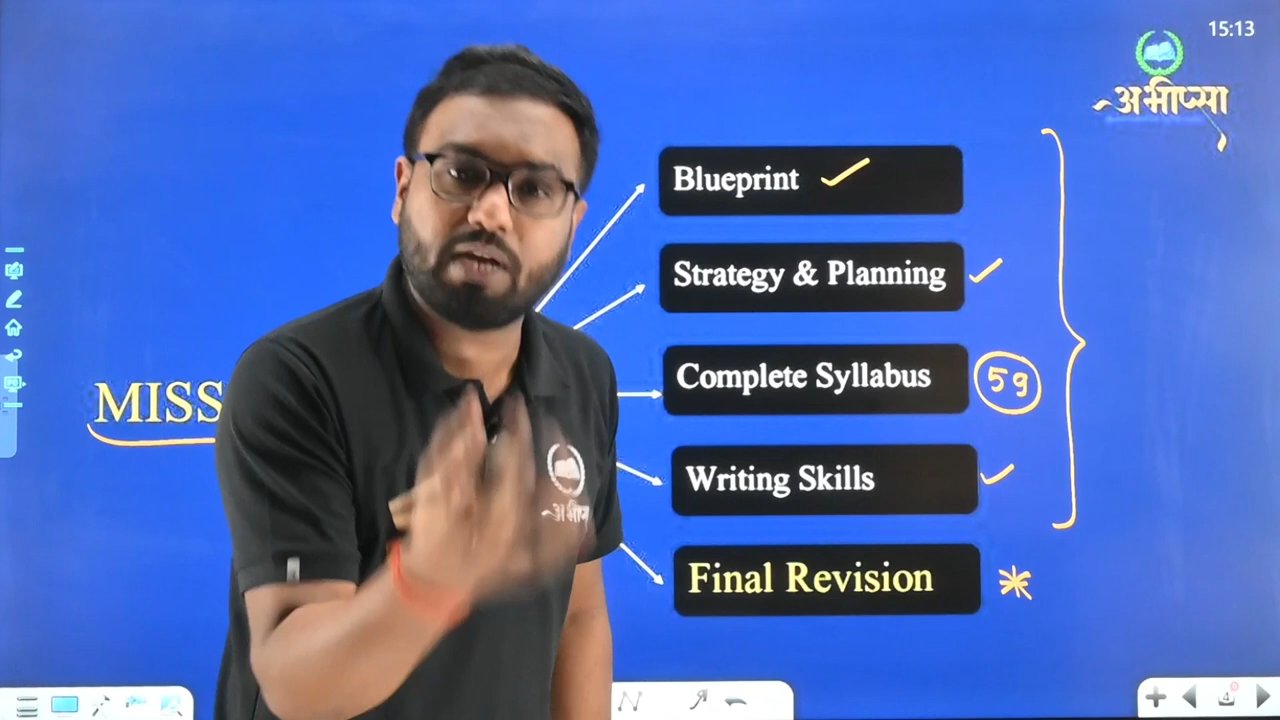 15:13
अभीप्सा
Blueprint
Strategy & Planning
Complete Syllabus
59
MISS
Writing Skills
Final Revision